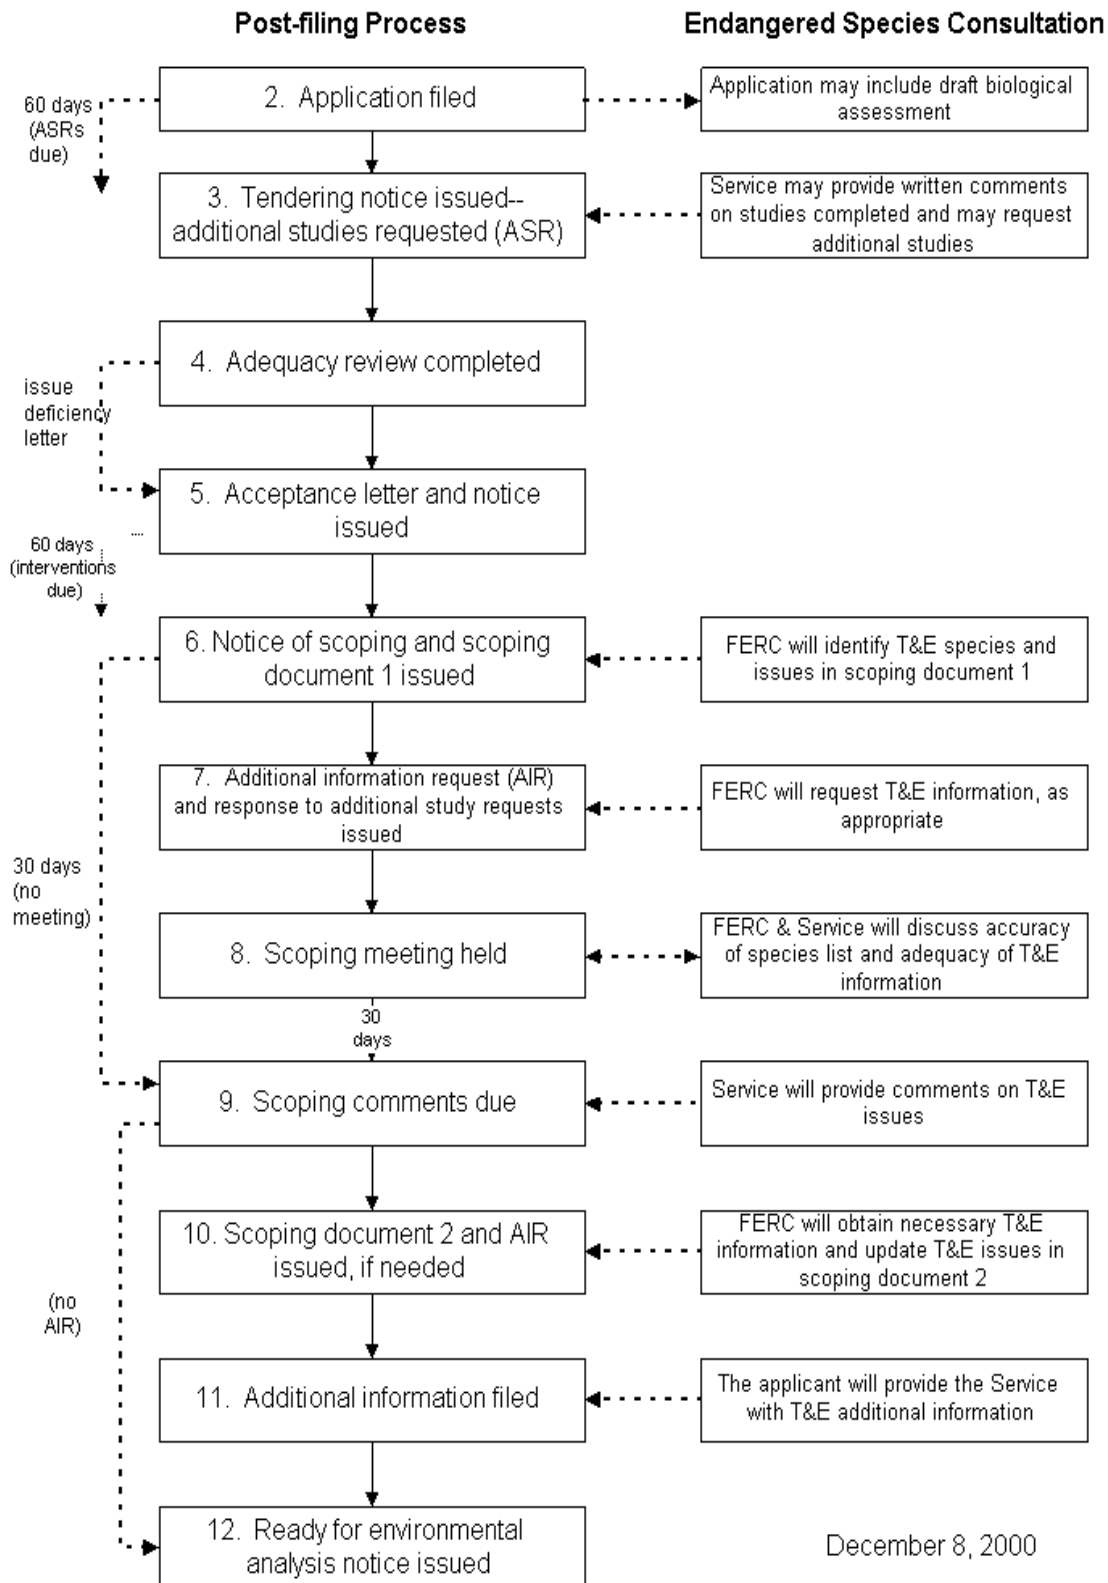 Post-filing Process
Endangered Species Consultation
60 days
(ASRs
due)
2. Application filed
Application may include draft biological
assessment
3. Tendering notice issued--
additional studies requested (ASR)
Service may provide written comments
on studies completed and may request
additional studies
4. Adequacy review completed
issue
deficiency
letter
5. Acceptance letter and notice
issued
60 days
(interventions
due)
6. Notice of scoping and scoping
document 1 issued
FERC will identify T&E species and
issues in scoping document 1
7. Additional information request (AIR)
and response to additional study requests
issued
FERC will request T&E information, as
appropriate
30 days
(no
meeting)
8. Scoping meeting held
FERC & Service will discuss accuracy
of species list and adequacy of T&E
information
30
days
9. Scoping comments due
Service will provide comments on T&E
issues
10. Scoping document 2 and AIR
issued, if needed
FERC will obtain necessary T&E
information and update T&E issues in
scoping document 2
(no
AIR)
11. Additional information filed
The applicant will provide the Service
with T&E additional information
12. Ready for environmental
analysis notice issued
December 8, 2000